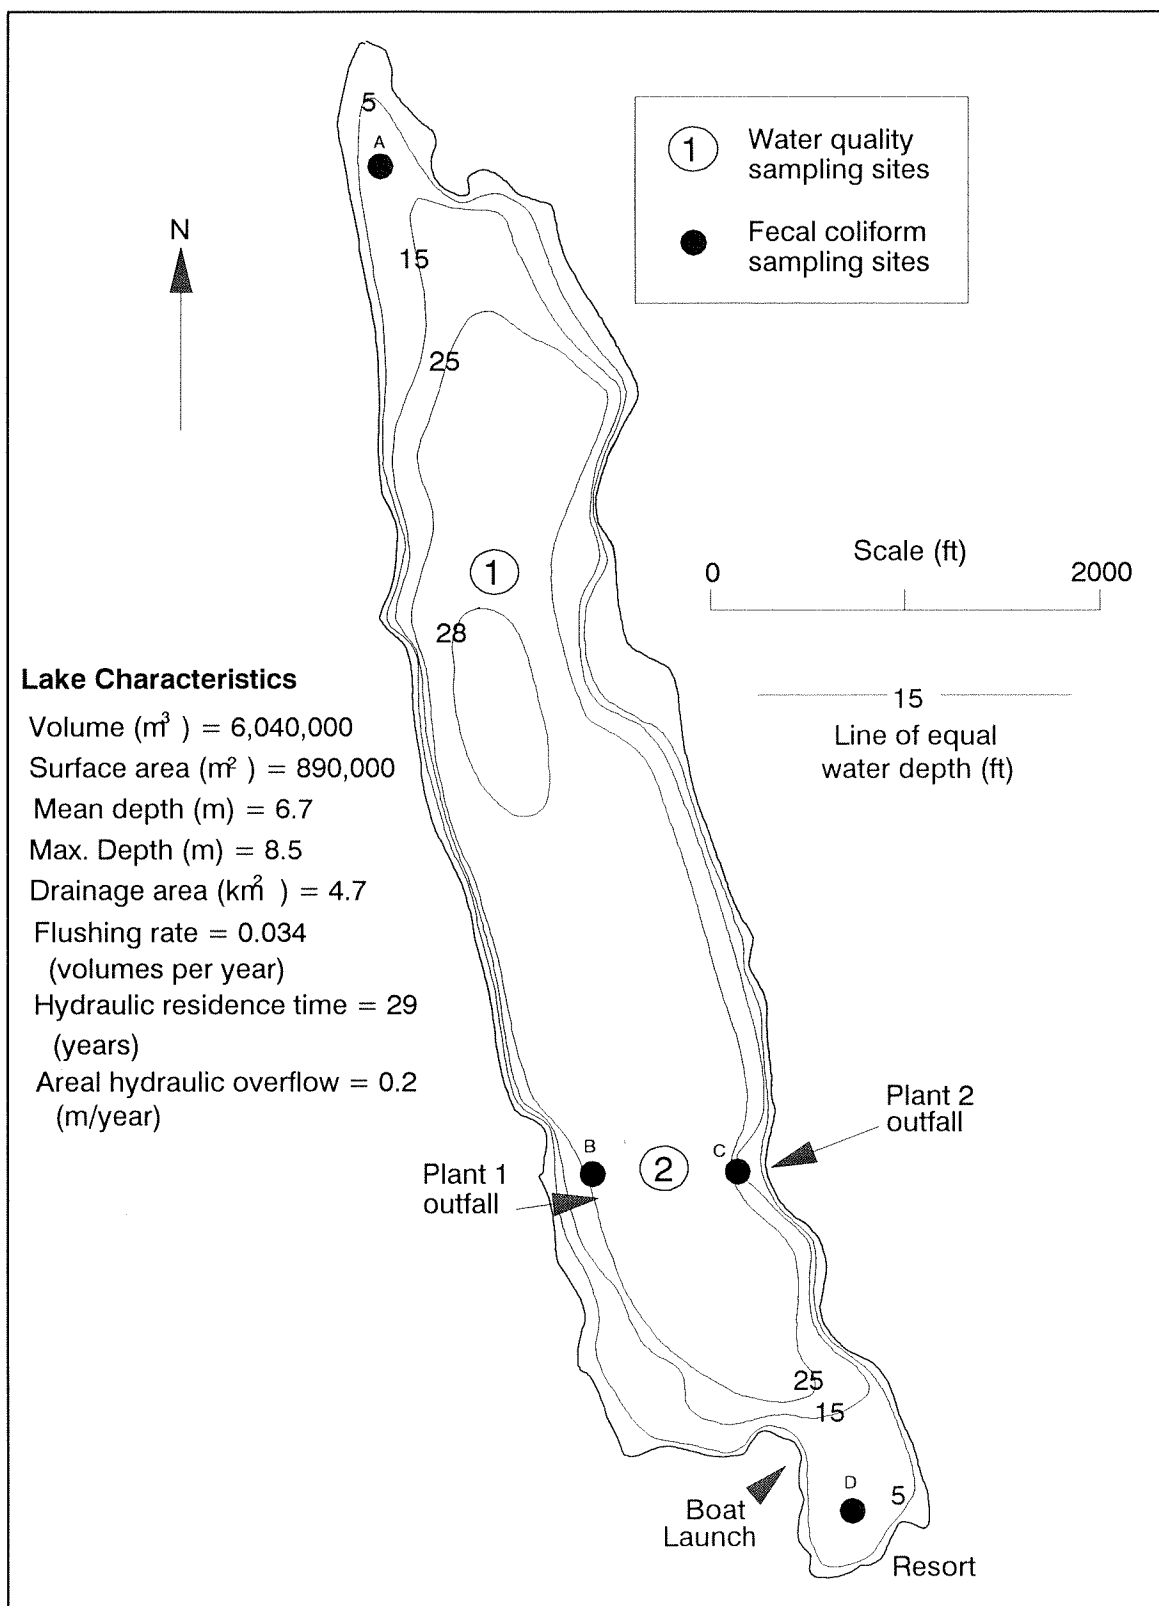 5
A
1
Water quality
sampling sites
Fecal coliform
sampling sites
N
15
25
Scale (ft)
0
2000
1
28
15
Line of equal
water depth (ft)
Lake Characteristics
Volume (m³ ) = 6,040,000
Surface area (m² ) = 890,000
Mean depth (m) = 6.7
Max. Depth (m) = 8.5
Drainage area (km² ) = 4.7
Flushing rate = 0.034
(volumes per year)
Hydraulic residence time = 29
(years)
Areal hydraulic overflow = 0.2
(m/year)
Plant 2
outfall
B
2
C
Plant 1
outfall
25
15
D
5
Boat
Launch
Resort